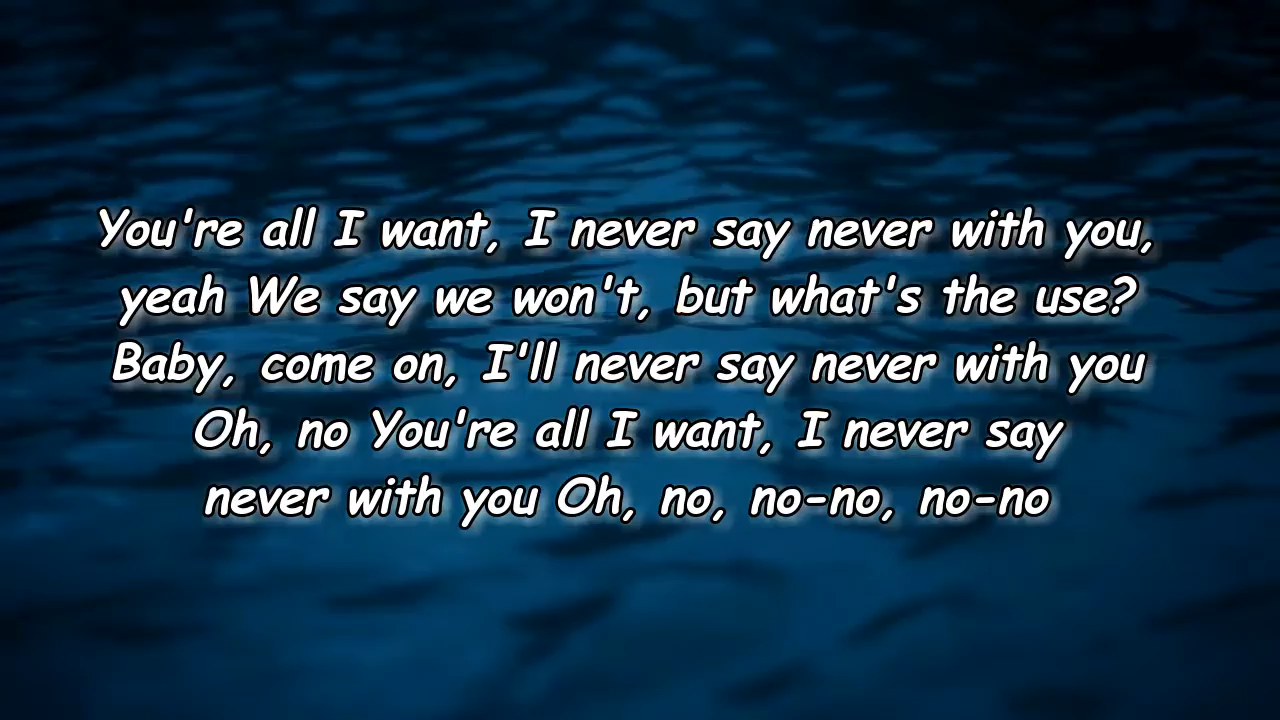 You're all I want, I never say never with you,
yeah We say we won't, but what's the use?
Baby, come on, I'll never say never with you
Oh, no You're all I want, I never say
never with you Oh, no, no-no, no-no